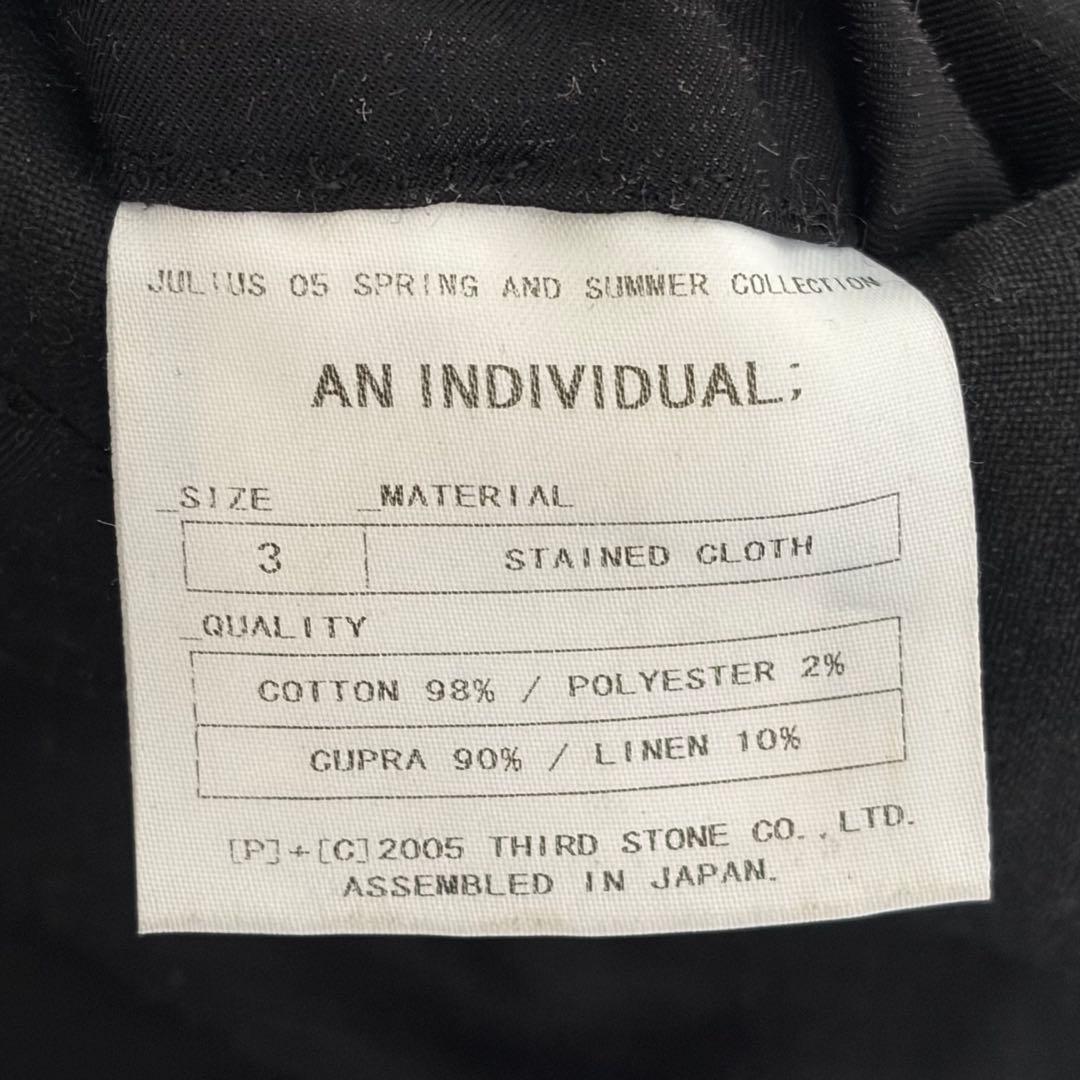 JULIUS 05 SPRING AND SUMMER COLLECTION
AN INDIVIDUAL;
_SIZE _MATERIAL
3 STAINED CLOTH
_QUALITY
COTTON 98% / POLYESTER 2%
CUPRA 90% / LINEN 10%
[P]+[C]2005 THIRD STONE CO.,LTD.
ASSEMBLED IN JAPAN.